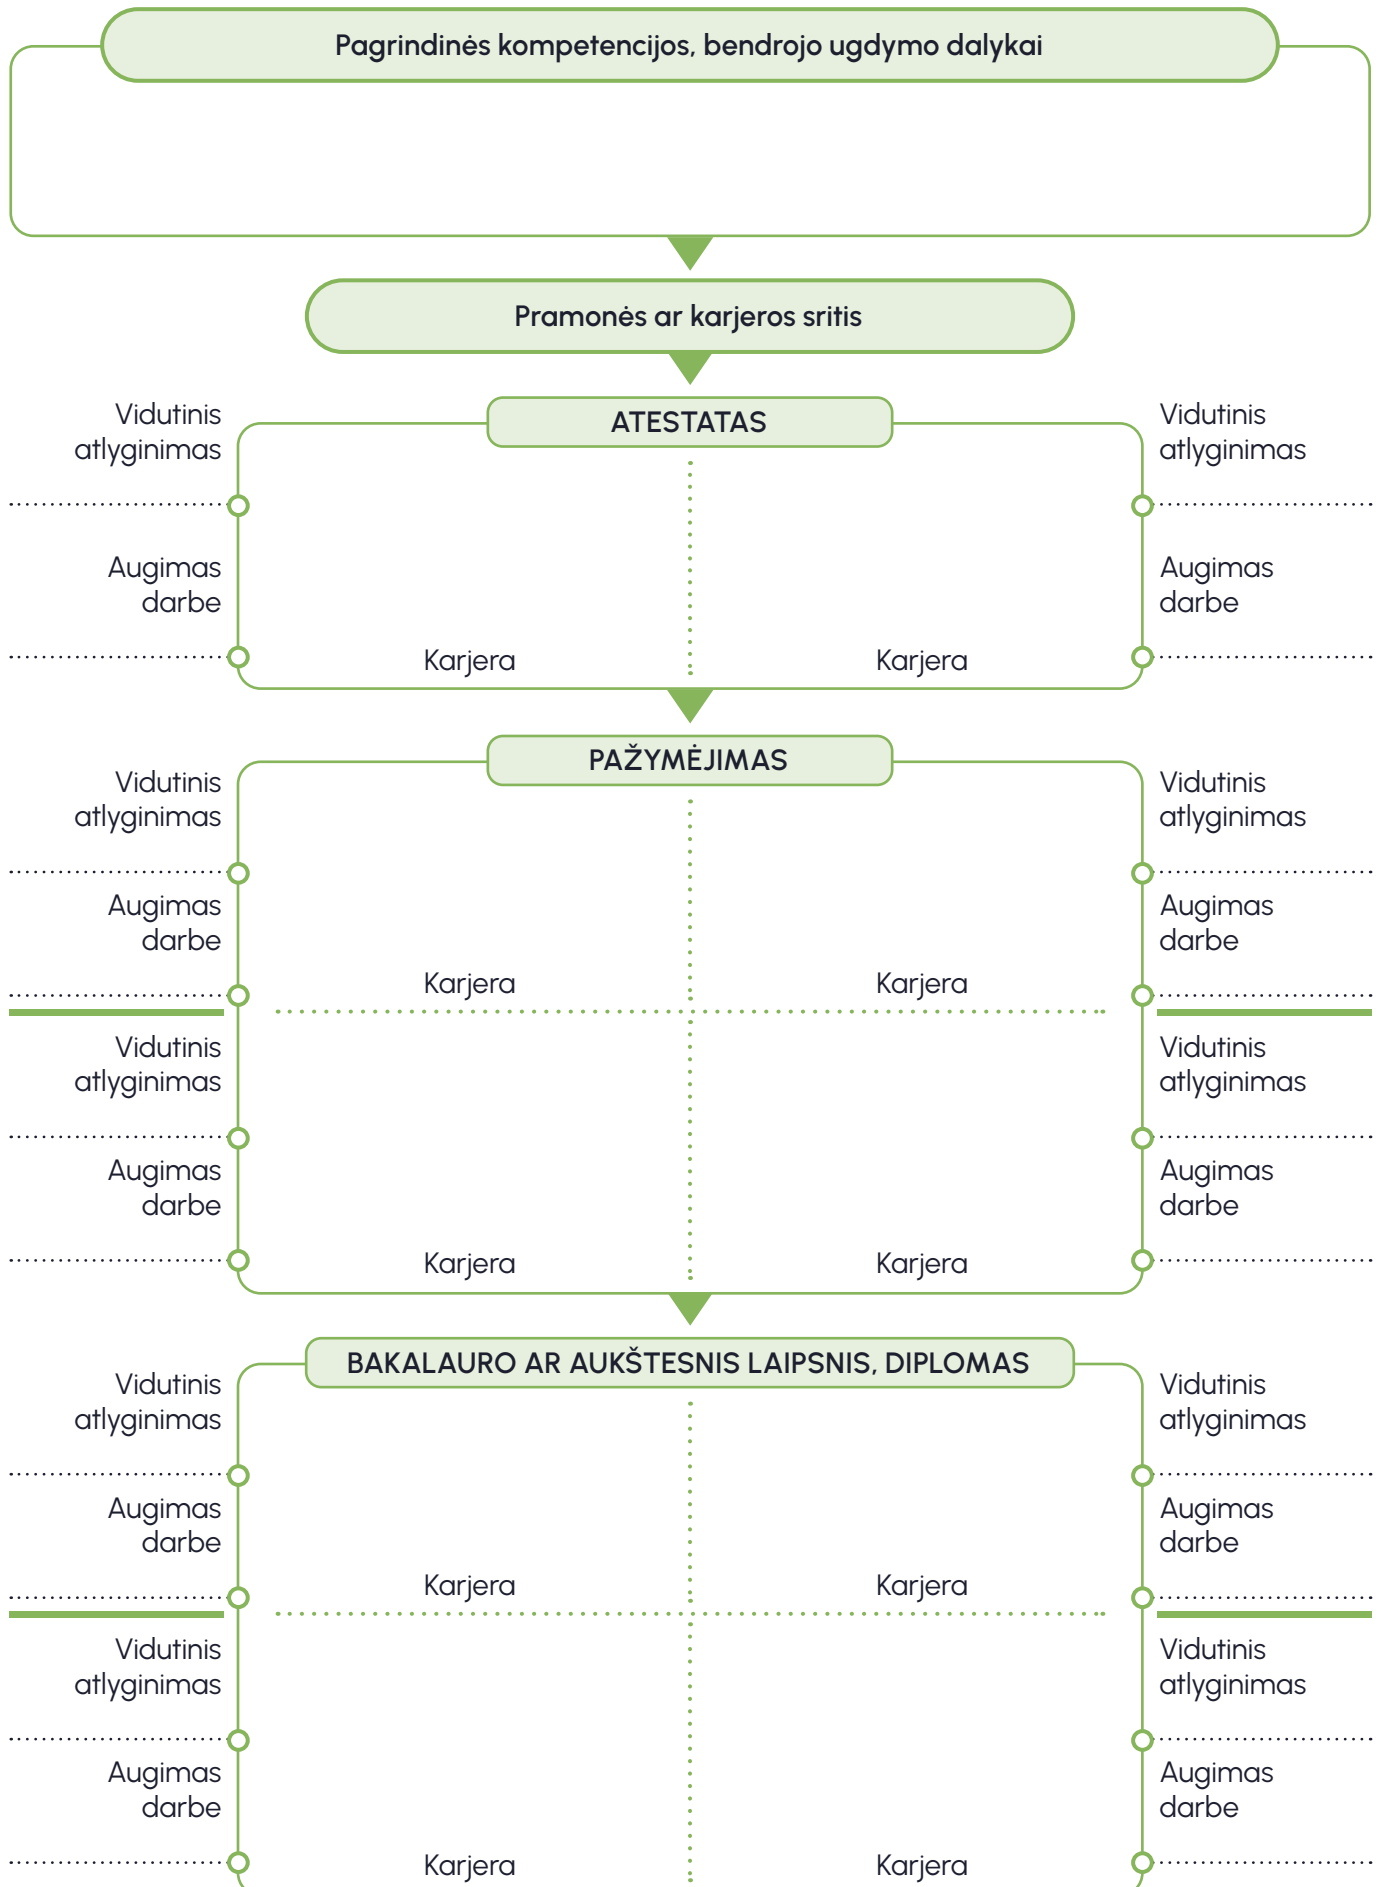 Pagrindinės kompetencijos, bendrojo ugdymo dalykai
Pramonės ar karjeros sritis
ATESTATAS
Vidutinis
atlyginimas
Augimas
darbe
Karjera
Karjera
Vidutinis
atlyginimas
Augimas
darbe
PAŽYMĖJIMAS
Vidutinis
atlyginimas
Augimas
darbe
Karjera
Karjera
Vidutinis
atlyginimas
Augimas
darbe
Vidutinis
atlyginimas
Augimas
darbe
Karjera
Karjera
Vidutinis
atlyginimas
Augimas
darbe
BAKALAURO AR AUKŠTESNIS LAIPSNIS, DIPLOMAS
Vidutinis
atlyginimas
Augimas
darbe
Karjera
Karjera
Vidutinis
atlyginimas
Augimas
darbe
Vidutinis
atlyginimas
Augimas
darbe
Karjera
Karjera
Vidutinis
atlyginimas
Augimas
darbe